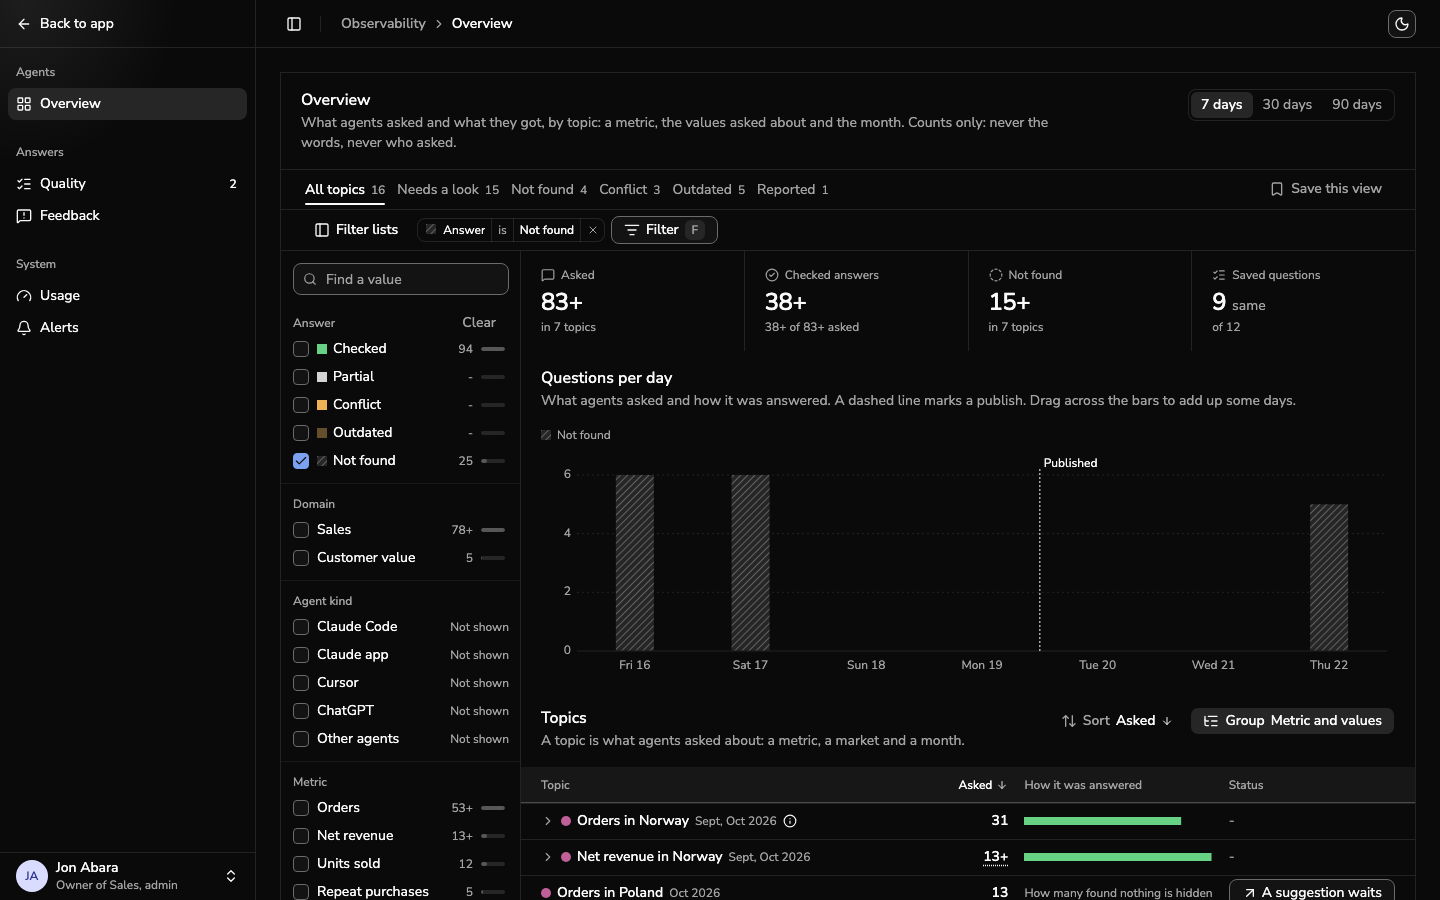 Back to app
Observability > Overview
Agents
Overview
Answers
Quality 2
Feedback
System
Usage
Alerts
JA
Jon Abara
Owner of Sales, admin
Overview
What agents asked and what they got, by topic: a metric, the values asked about and the month. Counts only: never the
words, never who asked.
7 days 30 days 90 days
All topics 16 Needs a look 15 Not found 4 Conflict 3 Outdated 5 Reported 1
Save this view
Filter lists
Answer is Not found
Filter F
Find a value
Answer Clear
Checked 94
Partial -
Conflict -
Outdated -
Not found 25
Domain
Sales 78+
Customer value 5
Agent kind
Claude Code Not shown
Claude app Not shown
Cursor Not shown
ChatGPT Not shown
Other agents Not shown
Metric
Orders 53+
Net revenue 13+
Units sold 12
Repeat purchases 5
Asked
83+
in 7 topics
Checked answers
38+
38+ of 83+ asked
Not found
15+
in 7 topics
Saved questions
9 same
of 12
Questions per day
What agents asked and how it was answered. A dashed line marks a publish. Drag across the bars to add up some days.
Not found
Published
6
4
2
0
Fri 16 Sat 17 Sun 18 Mon 19 Tue 20 Wed 21 Thu 22
Topics
A topic is what agents asked about: a metric, a market and a month.
Sort Asked
Group Metric and values
Topic Asked How it was answered Status
Orders in Norway Sept, Oct 2026 31 -
Net revenue in Norway Sept, Oct 2026 13+ -
Orders in Poland Oct 2026 13 How many found nothing is hidden A suggestion waits